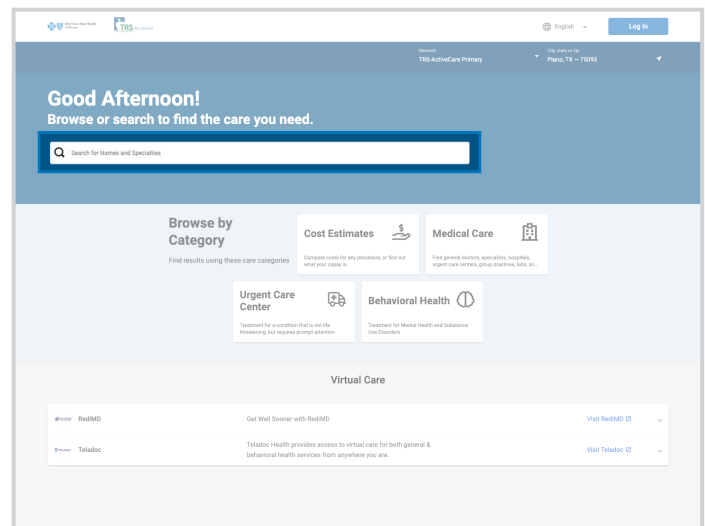 BlueCross BlueShield
of Texas
TRS
English
Log In
Network
TRS-ActiveCare Primary
City, state or zip
Plano, TX — 75093
Good Afternoon!
Browse or search to find the care you need.
Search for Names and Specialties
Browse by
Category
Find results using these care categories
Cost Estimates
Compare costs for any procedure, or find out
what your copay is.
Medical Care
Find general doctors, specialists, hospitals,
urgent care centers, group practices, labs, an...
Urgent Care
Center
Treatment for a condition that is not life
threatening, but requires prompt attention
Behavioral Health
Treatment for Mental Health and Substance
Use Disorders
Virtual Care
RediMD
Get Well Sooner with RediMD
Visit RediMD
Teladoc
Teladoc Health provides access to virtual care for both general &
behavioral health services from anywhere you are.
Visit Teladoc